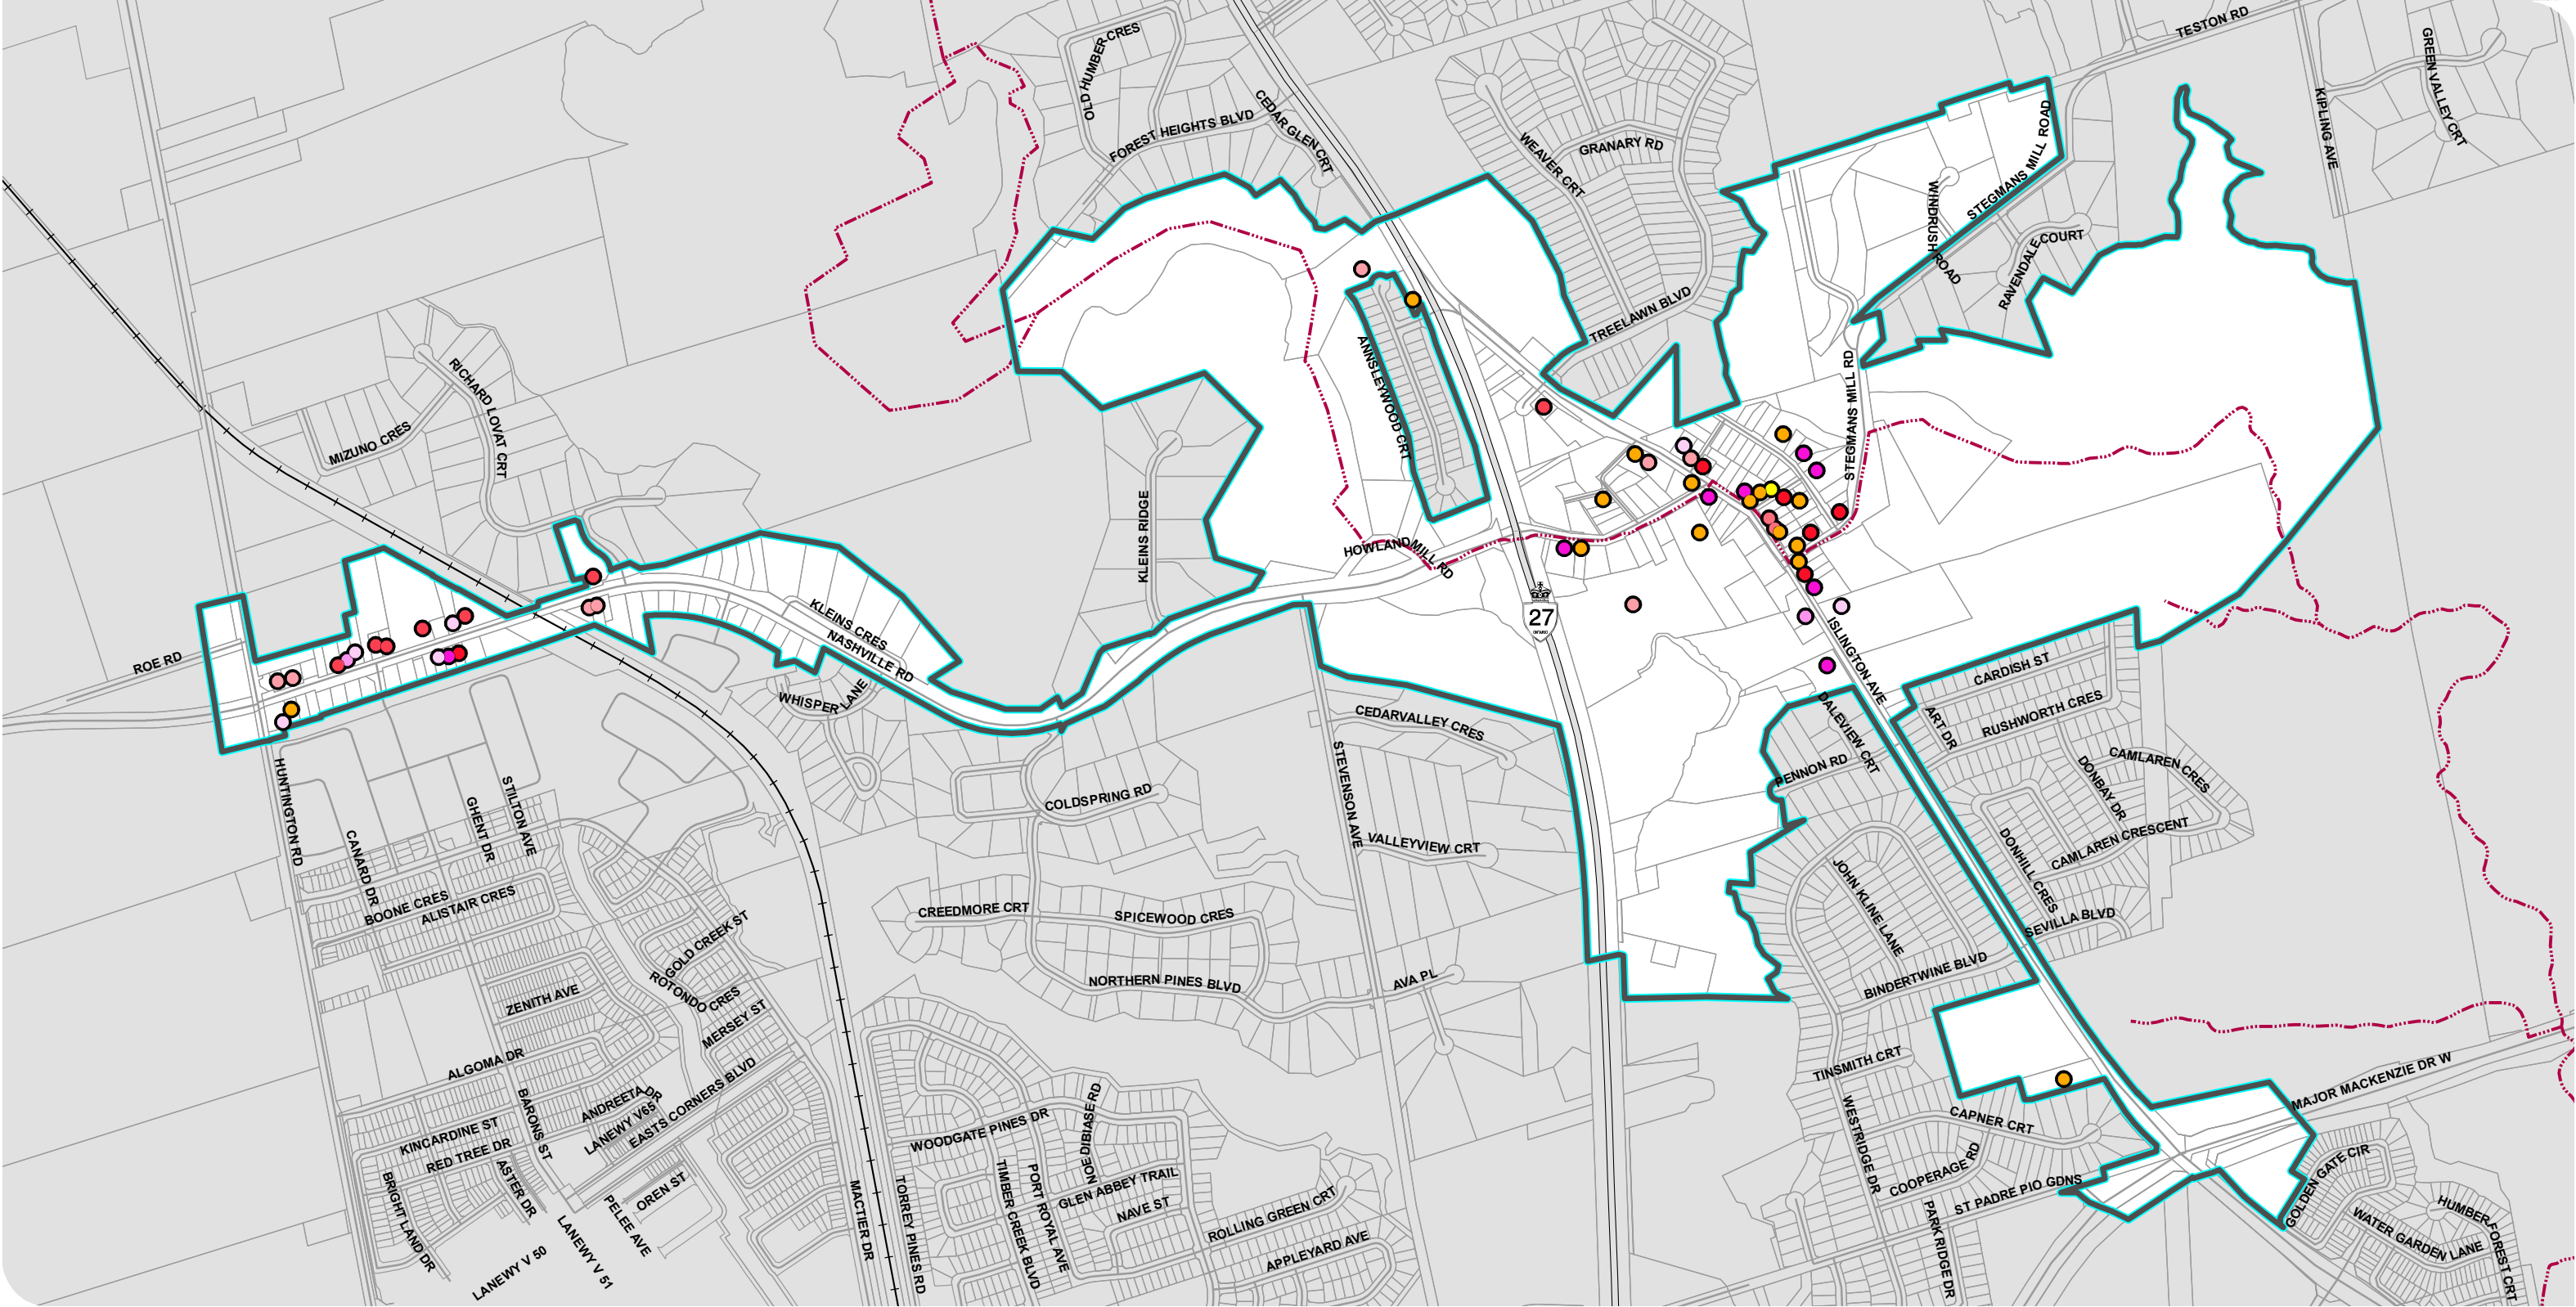 TESTON RD
GREEN VALLEY CRT
KIPLING AVE
OLD HUMBER CRES
CEDAR GLEN CRT
FOREST HEIGHTS BLVD
WEAVER CRT
GRANARY RD
STEGMANS MILL ROAD
WINDRUSH ROAD
RAVENDALE COURT
TREELAWN BLVD
ANNSLEYWOOD CRT
STEGMANS MILL RD
RICHARD LOVAT CRT
MIZUNO CRES
KLEINS RIDGE
HOWLAND MILL RD
27
ONTARIO
ISLINGTON AVE
ROE RD
KLEINS CRES
NASHVILLE RD
WHISPER LANE
CARDISH ST
RUSHWORTH CRES
ART DR
DALEVIEW CRT
PENNON RD
CEDARVALLEY CRES
STEVENSON AVE
VALLEYVIEW CRT
CAMLAREN CRES
DONBAY DR
CAMLAREN CRESCENT
DONHILL CRES
SEVILLA BLVD
JOHN KLINE LANE
BINDERTWINE BLVD
HUNTINGTON RD
CANARD DR
GHENT DR
STILTON AVE
COLDSPRING RD
BOONE CRES
ALISTAIR CRES
CREEDMORE CRT
SPICEWOOD CRES
NORTHERN PINES BLVD
AVA PL
GOLD CREEK ST
ROTONDO CRES
MERSEY ST
ZENITH AVE
ALGOMA DR
BARONS ST
ANDREETA DR
LANEWY V65
EASTS CORNERS BLVD
KINCARDINE ST
RED TREE DR
ASTER DR
BRIGHT LAND DR
OREN ST
PELEE AVE
LANEWY V 50
LANEWY V 51
MACTIER DR
TORREY PINES RD
WOODGATE PINES DR
TIMBER CREEK BLVD
PORT ROYAL AVE
NOE DIBIASE RD
GLEN ABBEY TRAIL
NAVE ST
ROLLING GREEN CRT
APPLEYARD AVE
TINSMITH CRT
WESTRIDGE DR
CAPNER CRT
COOPERAGE RD
ST PADRE PIO GDNS
PARK RIDGE DR
MAJOR MACKENZIE DR W
GOLDEN GATE CIR
WATER GARDEN LANE
HUMBER FOREST CRT